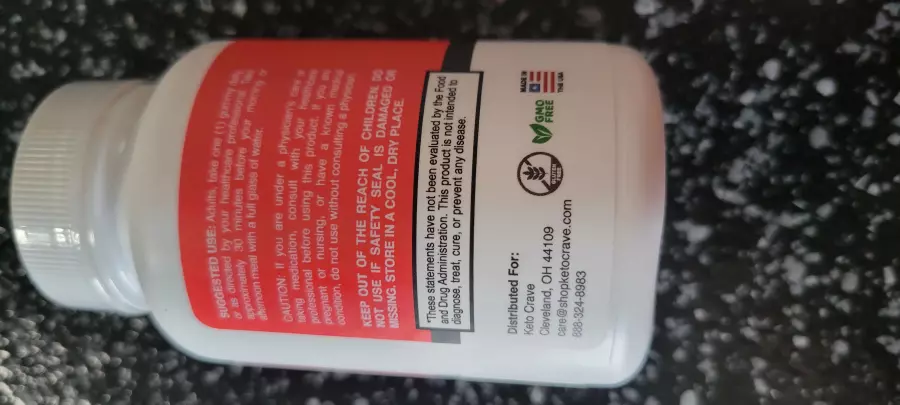 SUGGESTED USE: Adults, take one (1) gummy
as directed by your healthcare professional
approximately 30 minutes before your morning or
afternoon meal with a full glass of water.
CAUTION: If you are under a physician's care or
taking medication, consult with your healthcare
professional before using this product. If you are
pregnant or nursing, or have a known medical
condition, do not use without consulting a physician.
KEEP OUT OF THE REACH OF CHILDREN. DO
NOT USE IF SAFETY SEAL IS DAMAGED OR
MISSING. STORE IN A COOL, DRY PLACE.
*These statements have not been evaluated by the Food
and Drug Administration. This product is not intended to
diagnose, treat, cure, or prevent any disease.
Distributed For:
Keto Crave
Cleveland, OH 44109
care@shopketocrave.com
888-324-8983
GLUTEN
FREE
GMO
FREE
MADE IN
THE USA